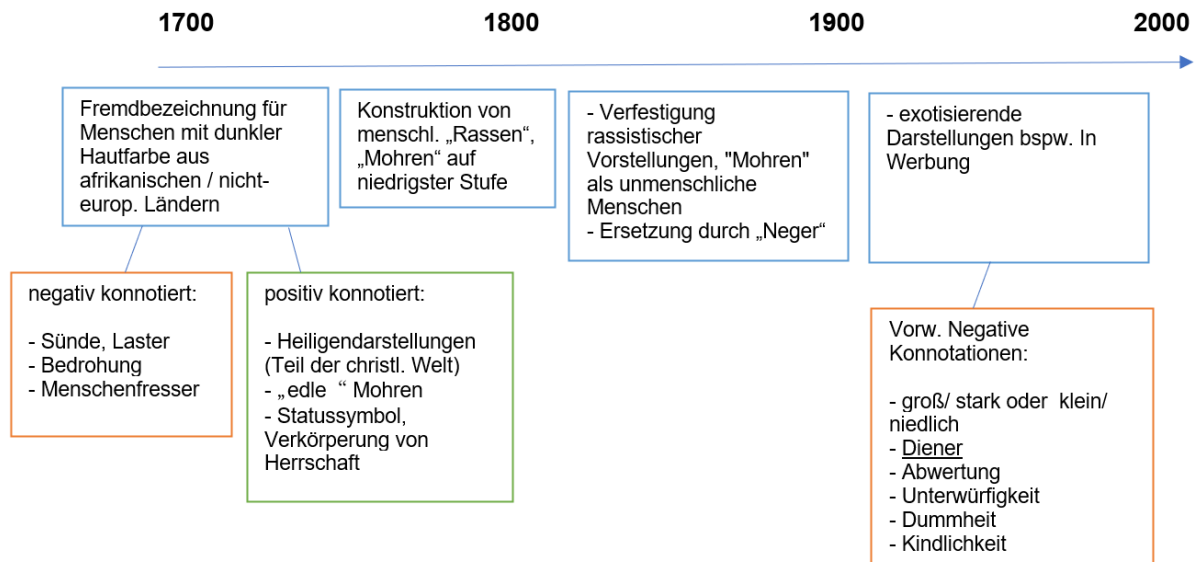 1700 1800 1900 2000
Fremdbezeichnung für
Menschen mit dunkler
Hautfarbe aus
afrikanischen / nicht-
europ. Ländern
Konstruktion von
menschl. „Rassen“,
„Mohren“ auf
niedrigster Stufe
- Verfestigung
rassistischer
Vorstellungen, "Mohren"
als unmenschliche
Menschen
- Ersetzung durch „Neger“
- exotisierende
Darstellungen bspw. In
Werbung
negativ konnotiert:
- Sünde, Laster
- Bedrohung
- Menschenfresser
positiv konnotiert:
- Heiligendarstellungen
(Teil der christl. Welt)
- „edle “ Mohren
- Statussymbol,
Verkörperung von
Herrschaft
Vorw. Negative
Konnotationen:
- groß/ stark oder klein/
niedlich
- Diener
- Abwertung
- Unterwürfigkeit
- Dummheit
- Kindlichkeit